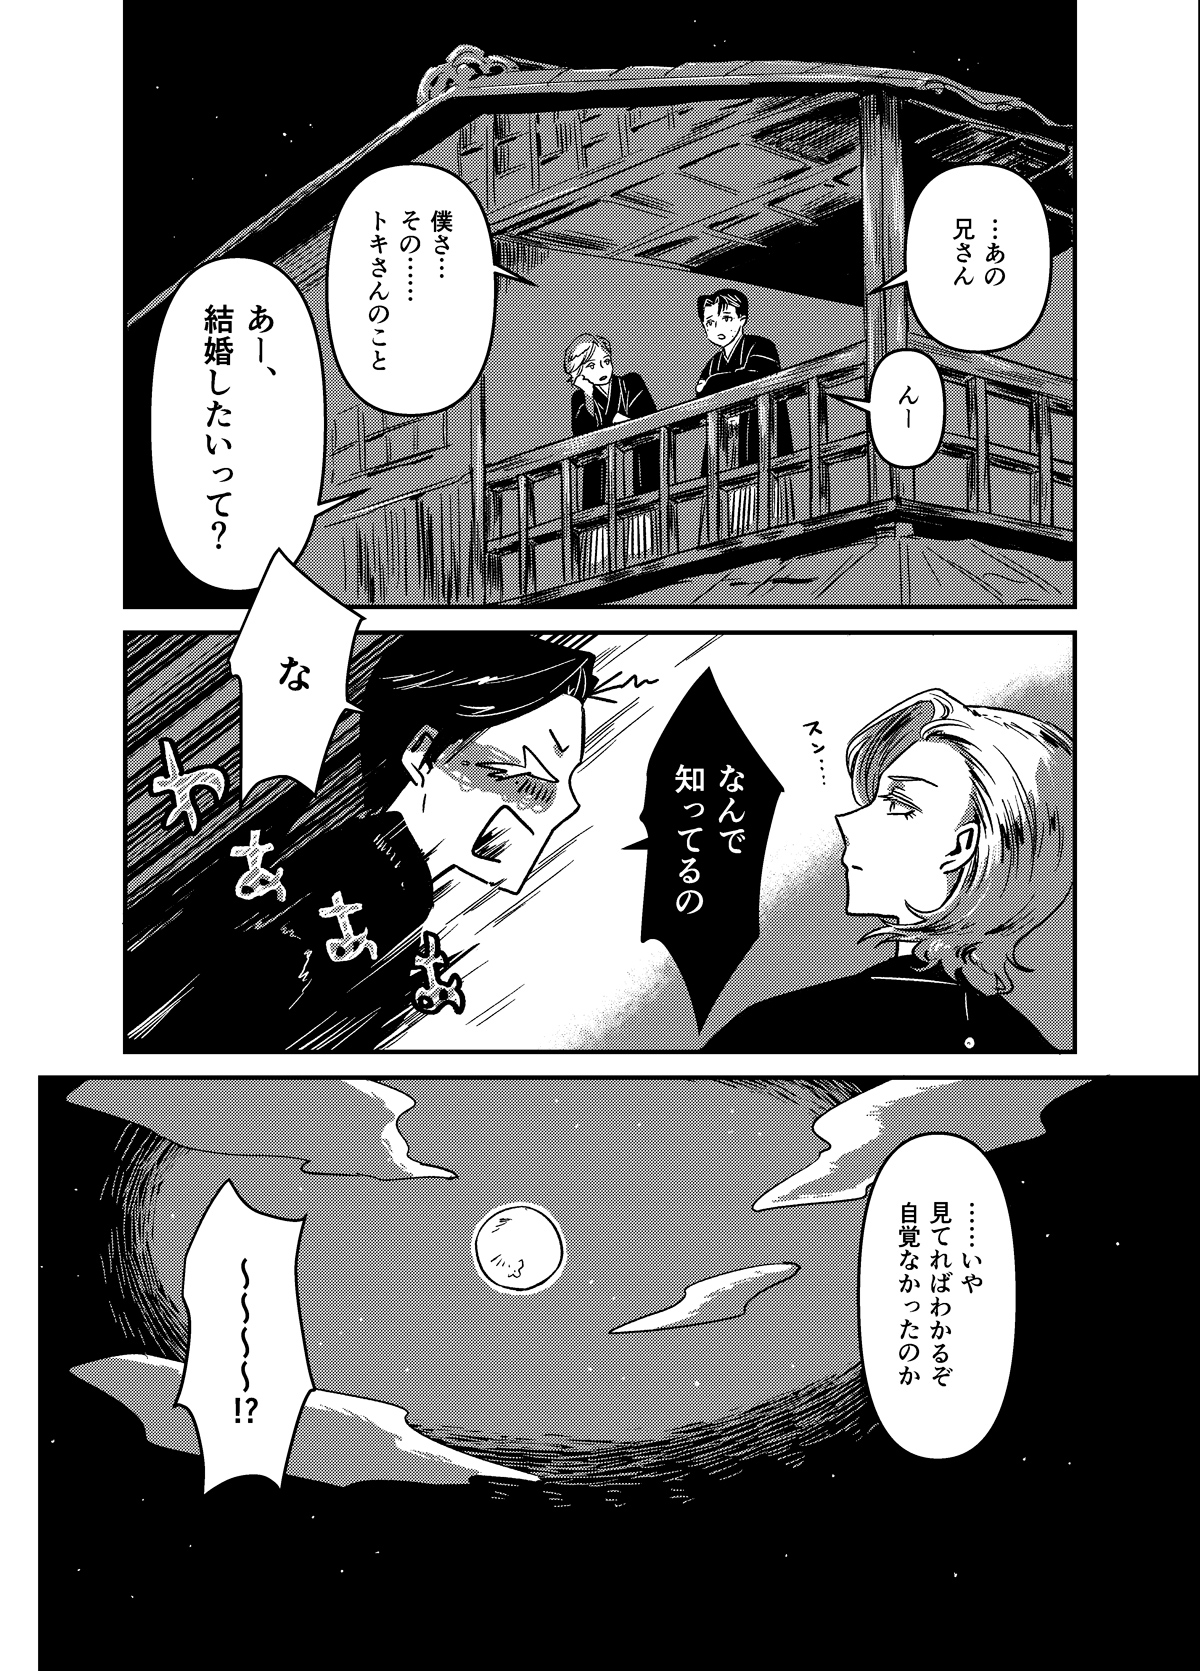 …あの
兄さん
んー
僕さ…
その……
トキさんのこと
あー、
結婚したいって？
な
なんで
知ってるの
スン…
わぁぁぁ
……いや
見てればわかるぞ
自覚なかったのか
〜〜〜〜〜!?